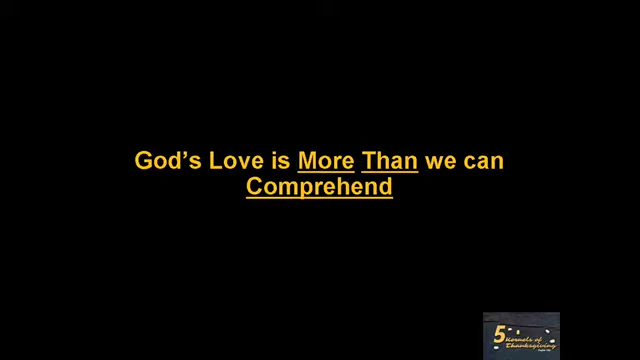 God's Love is More Than we can
Comprehend
5 Kernels of
Thanksgiving